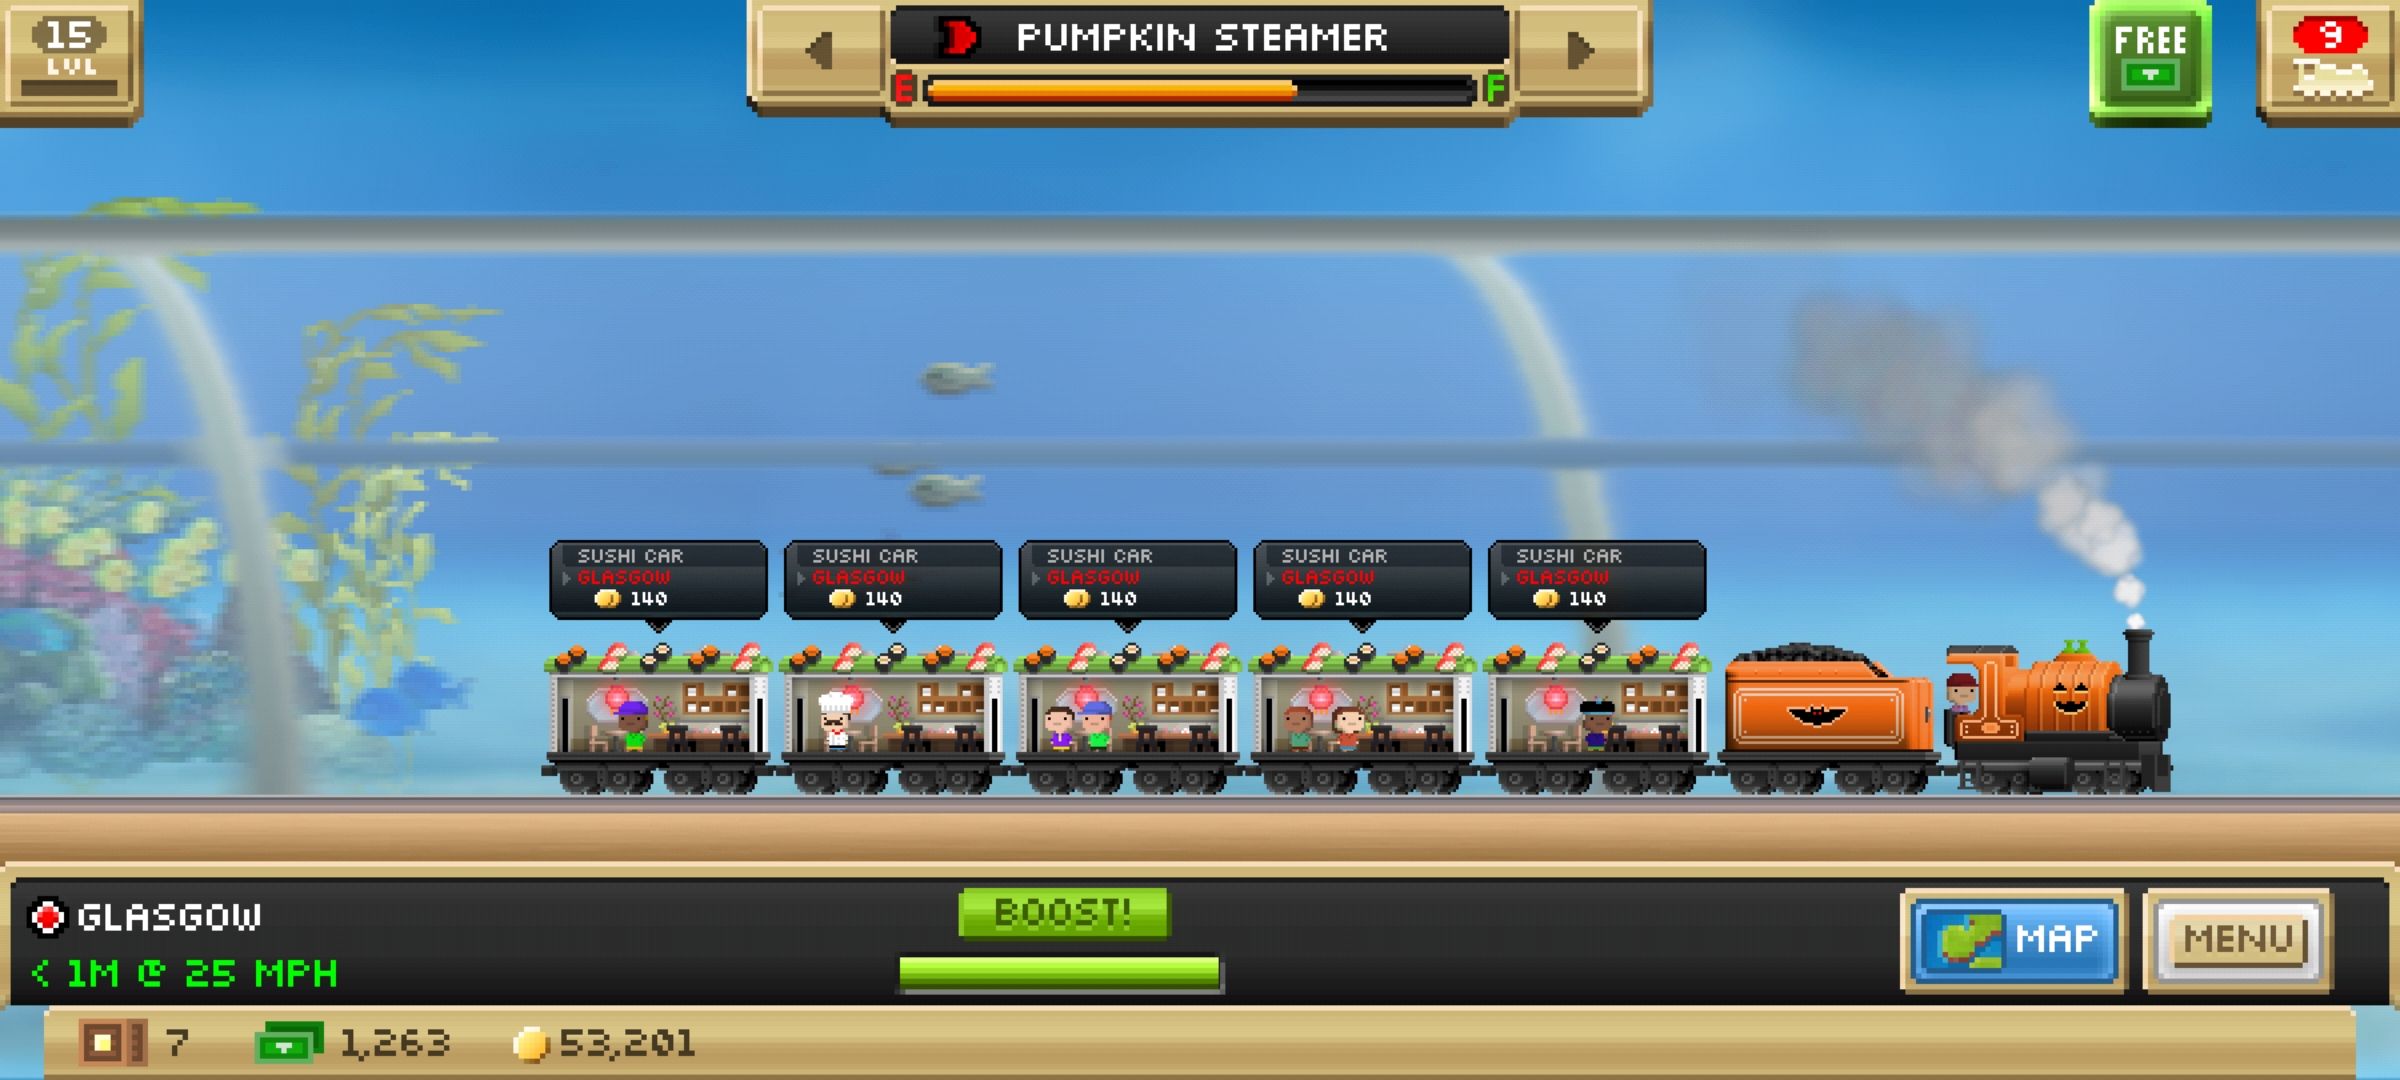 15
LVL
PUMPKIN STEAMER
E F
FREE
9
SUSHI CAR
GLASGOW
140
SUSHI CAR
GLASGOW
140
SUSHI CAR
GLASGOW
140
SUSHI CAR
GLASGOW
140
SUSHI CAR
GLASGOW
140
GLASGOW
< 1M @ 25 MPH
BOOST!
MAP
MENU
7 1,263 53,201